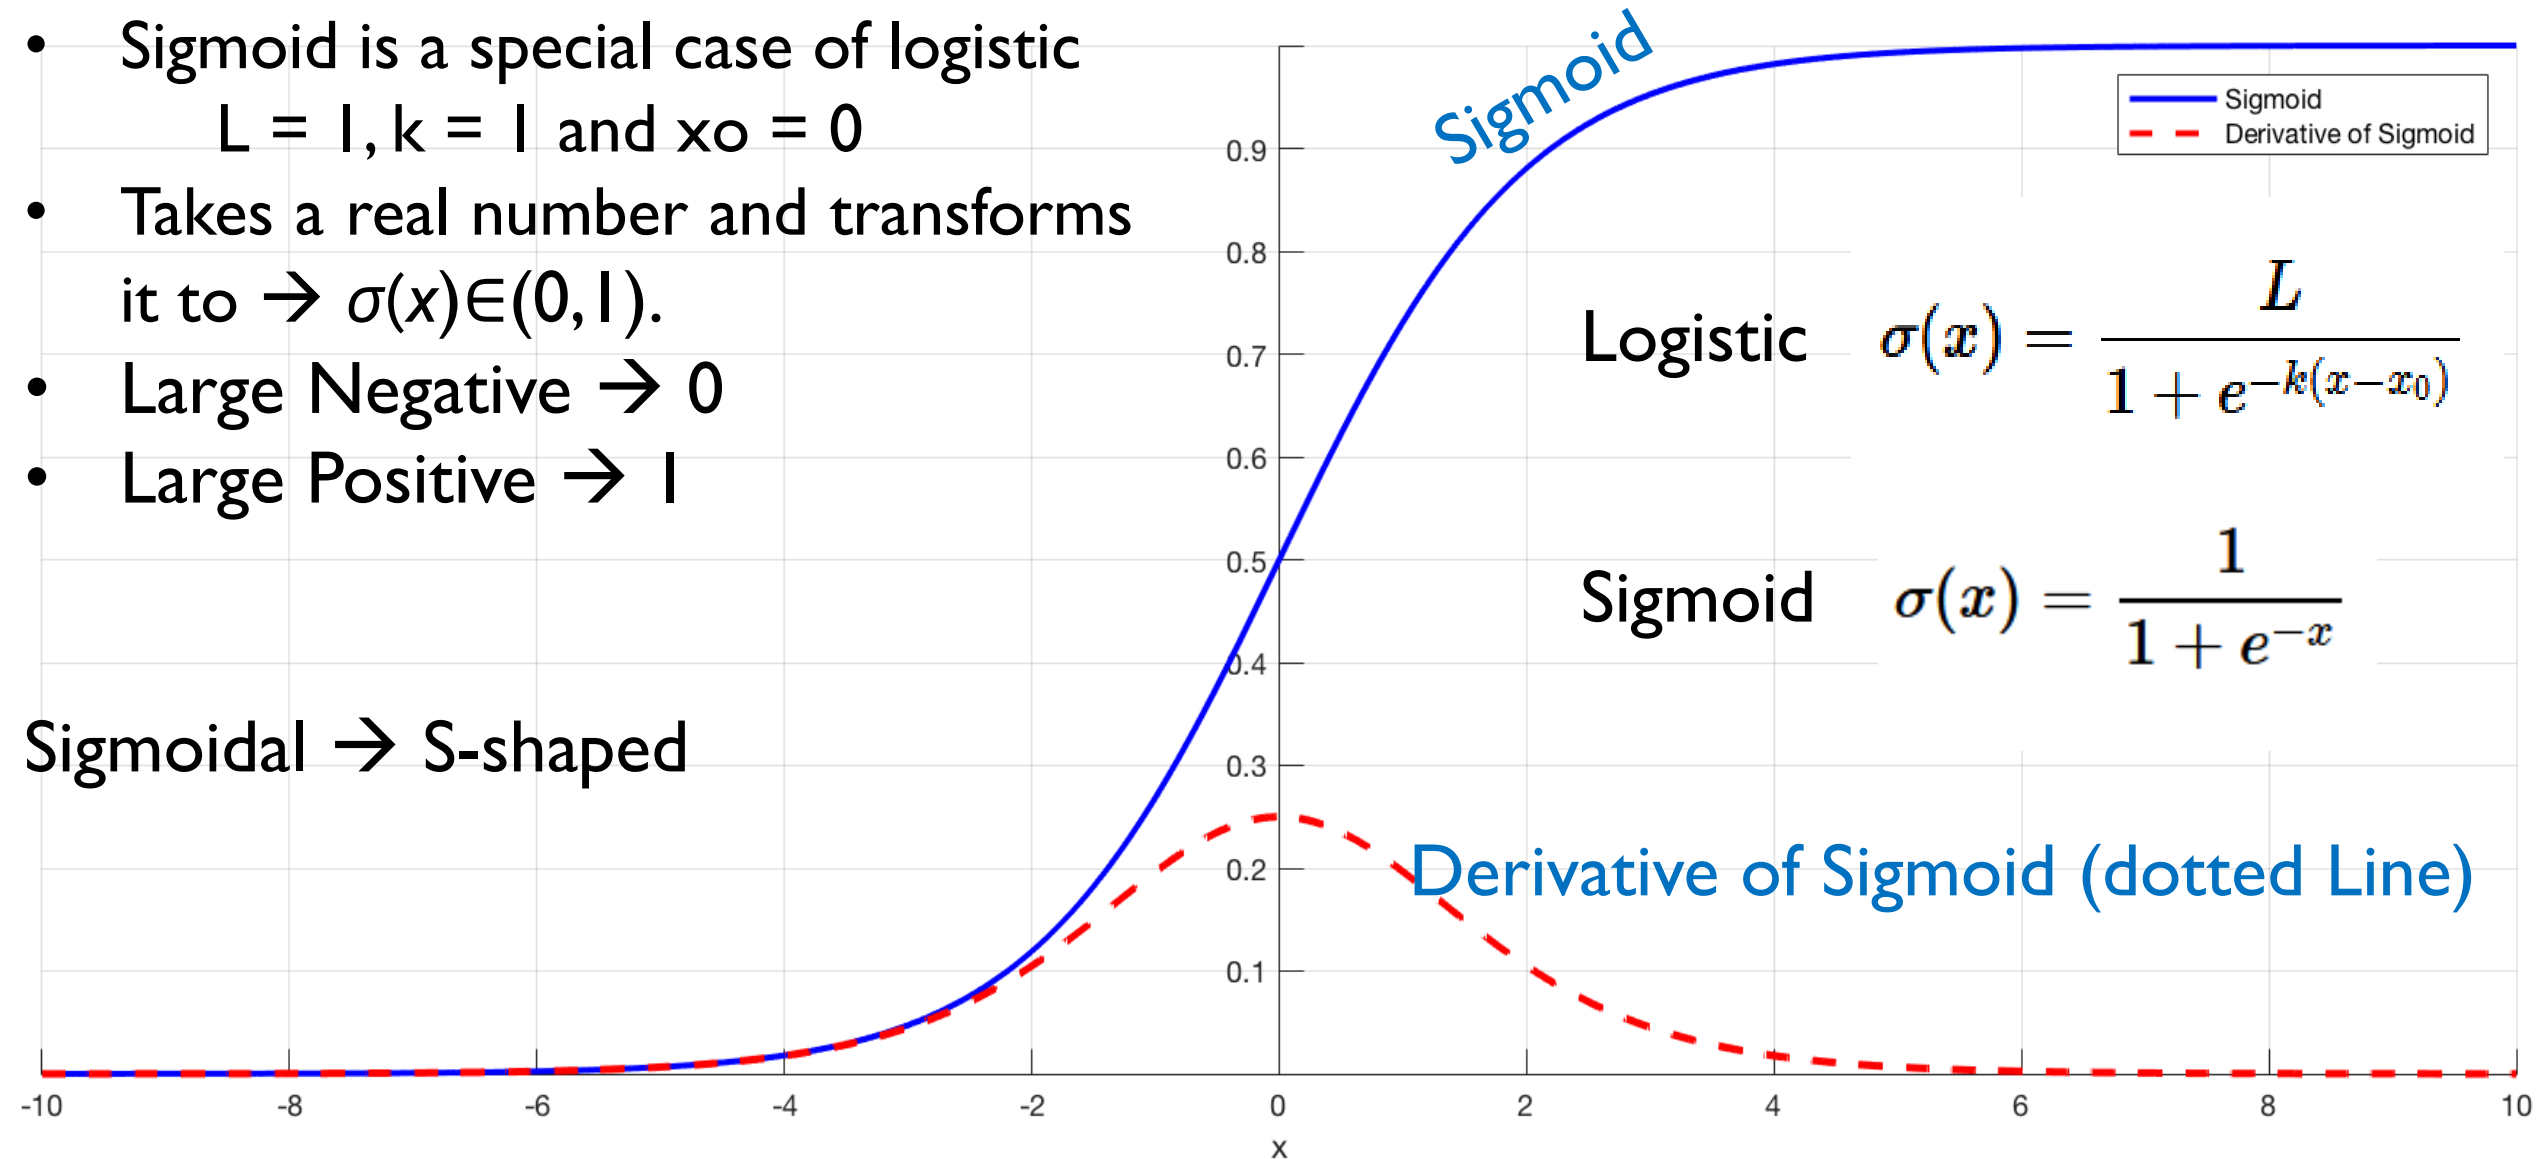 • Sigmoid is a special case of logistic
L = 1, k = 1 and xo = 0
• Takes a real number and transforms
it to → σ(x)∈(0,1).
• Large Negative → 0
• Large Positive → 1
Sigmoidal → S-shaped
Sigmoid
Sigmoid
Derivative of Sigmoid
Logistic σ(x) = L / (1 + e^{-k(x-x_0)})
Sigmoid σ(x) = 1 / (1 + e^{-x})
Derivative of Sigmoid (dotted Line)
0.9
0.8
0.7
0.6
0.5
0.4
0.3
0.2
0.1
-10 -8 -6 -4 -2 0 2 4 6 8 10
x